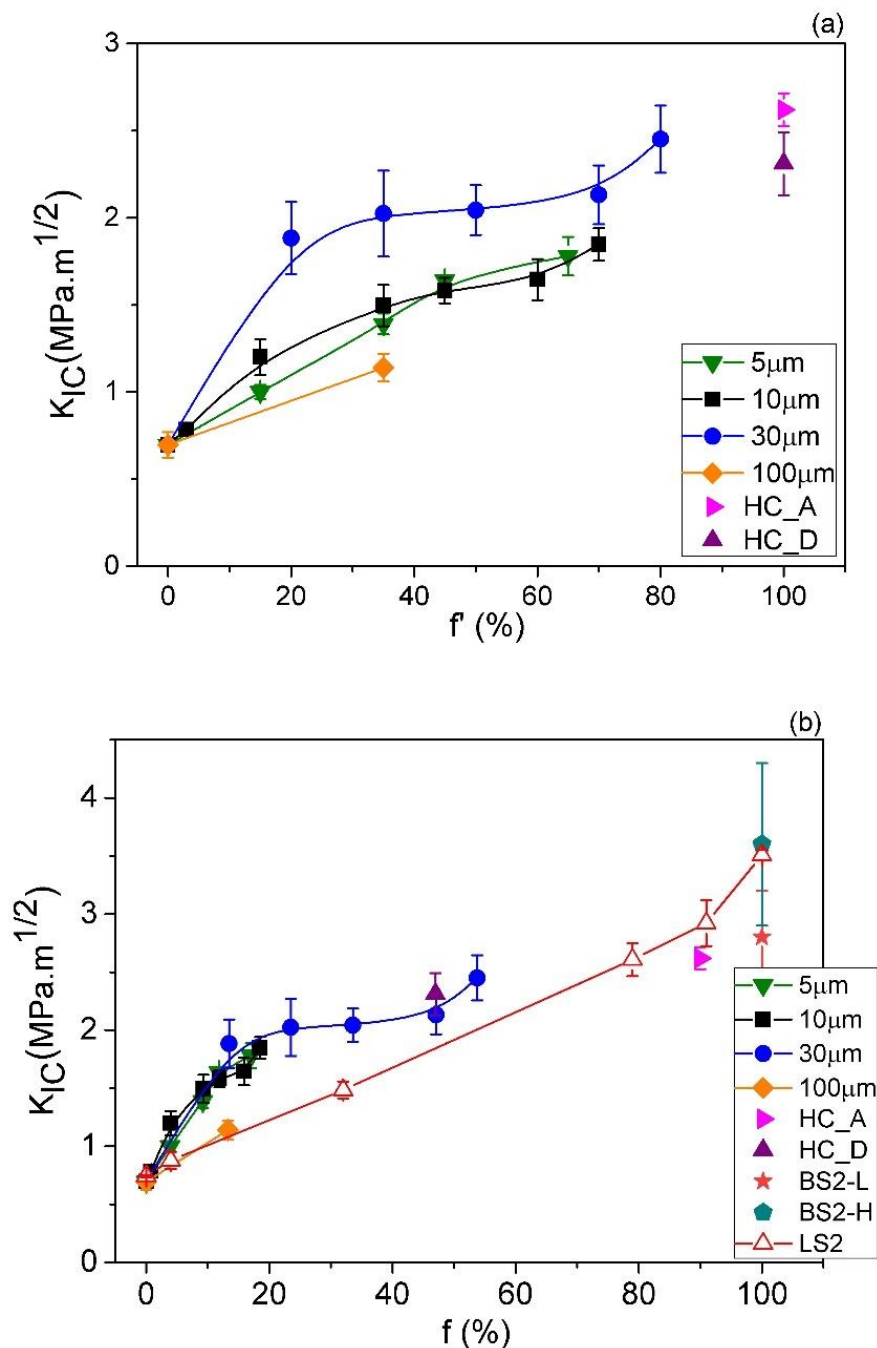 (a)
3
2
1
0
K_IC(MPa.m^1/2)
5μm
10μm
30μm
100μm
HC_A
HC_D
0 20 40 60 80 100
f' (%)
(b)
4
3
2
1
0
K_IC(MPa.m^1/2)
5μm
10μm
30μm
100μm
HC_A
HC_D
BS2-L
BS2-H
LS2
0 20 40 60 80 100
f (%)